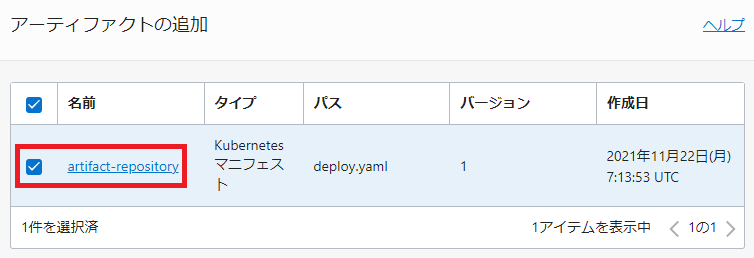 アーティファクトの追加
ヘルプ
名前 タイプ パス バージョン 作成日
artifact-repository Kubernetes マニフェスト deploy.yaml 1 2021年11月22日(月) 7:13:53 UTC
1件を選択済 1アイテムを表示中 1の1